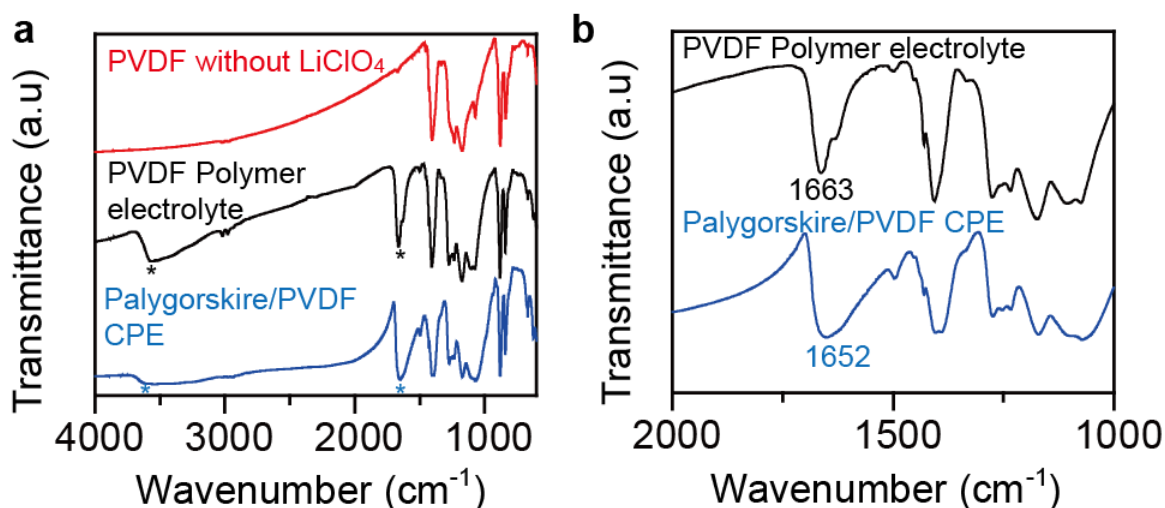 a
PVDF without LiClO₄
PVDF Polymer
electrolyte
*
*
Palygorskire/PVDF
CPE
*
*
Transmittance (a.u)
4000 3000 2000 1000
Wavenumber (cm⁻¹)
b
PVDF Polymer electrolyte
1663
Palygorskire/PVDF CPE
1652
Transmittance (a.u)
2000 1500 1000
Wavenumber (cm⁻¹)